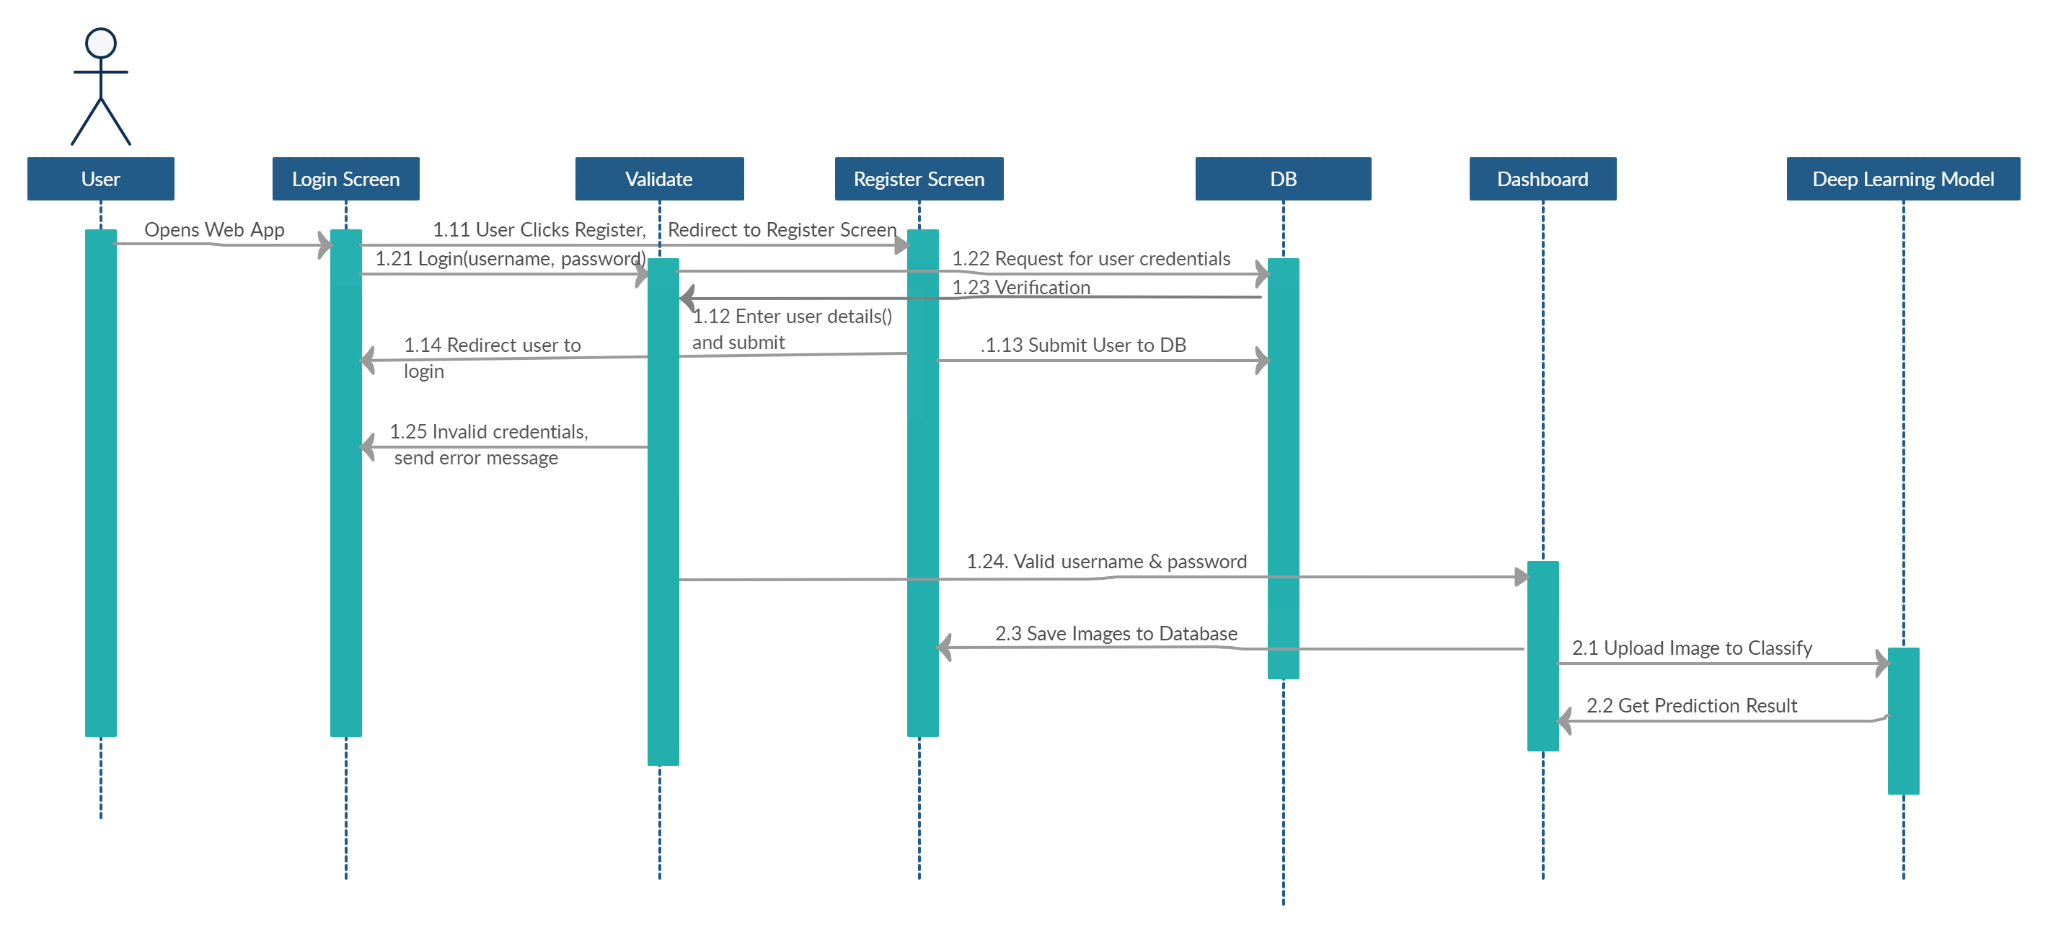 User
Login Screen
Validate
Register Screen
DB
Dashboard
Deep Learning Model
Opens Web App
1.11 User Clicks Register,    Redirect to Register Screen
1.21 Login(username, password)
1.22 Request for user credentials
1.23 Verification
1.12 Enter user details()
and submit
1.14 Redirect user to
login
.1.13 Submit User to DB
1.25 Invalid credentials,
send error message
1.24. Valid username & password
2.3 Save Images to Database
2.1 Upload Image to Classify
2.2 Get Prediction Result